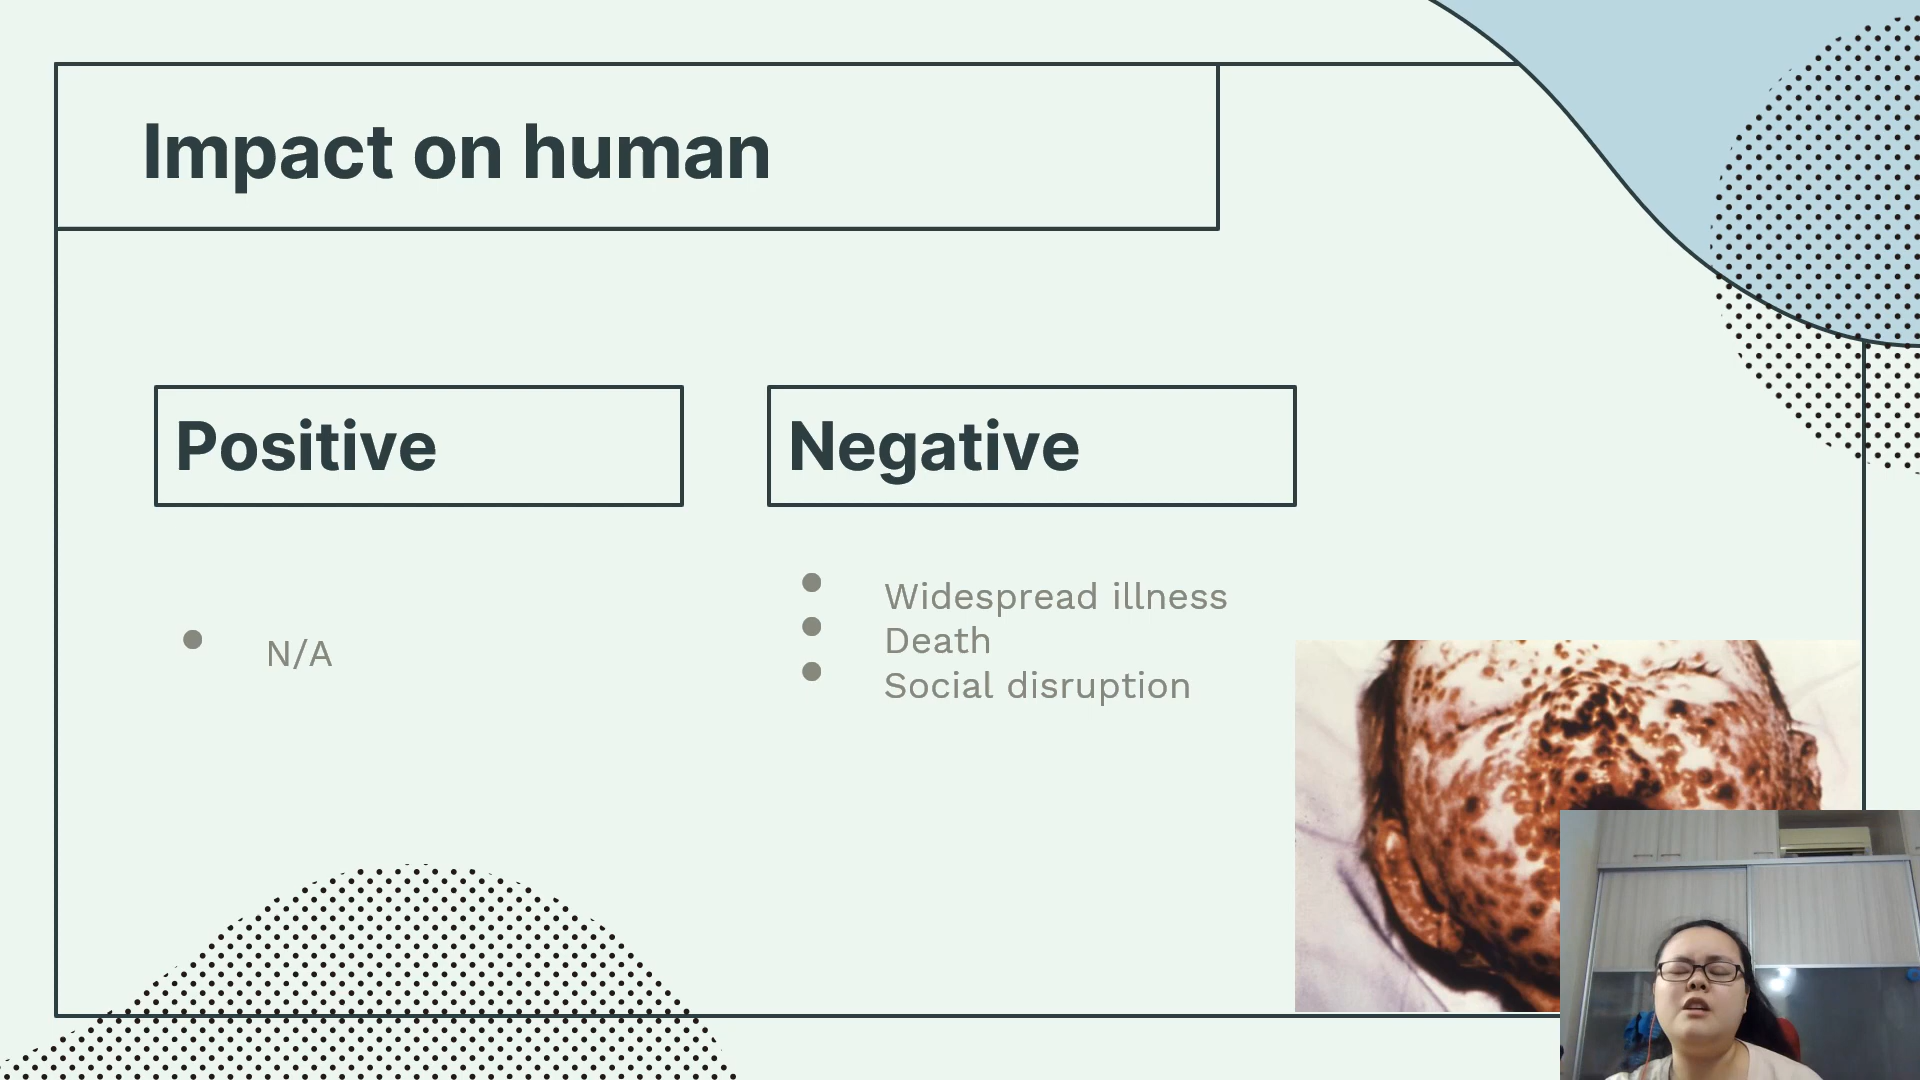 Impact on human
Positive
Negative
N/A
Widespread illness
Death
Social disruption